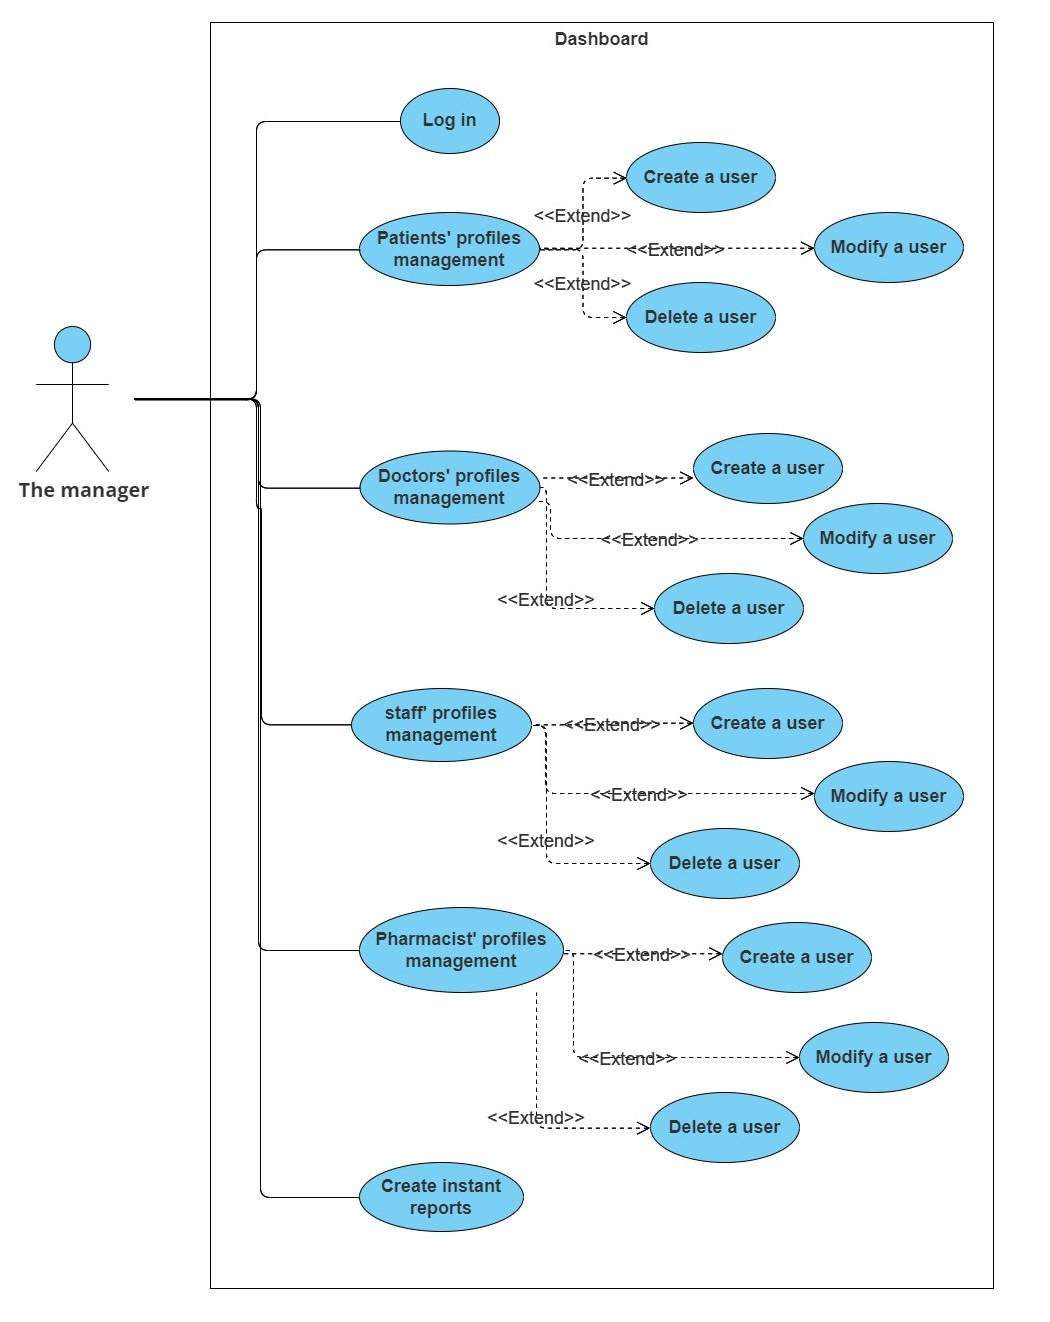 Dashboard
Log in
Create a user
<<Extend>>
Patients' profiles
management
<<Extend>>
Modify a user
<<Extend>>
Delete a user
The manager
Doctors' profiles
management
<<Extend>>
Create a user
<<Extend>>
Modify a user
<<Extend>>
Delete a user
staff' profiles
management
<<Extend>>
Create a user
<<Extend>>
Modify a user
<<Extend>>
Delete a user
Pharmacist' profiles
management
<<Extend>>
Create a user
<<Extend>>
Modify a user
<<Extend>>
Delete a user
Create instant
reports